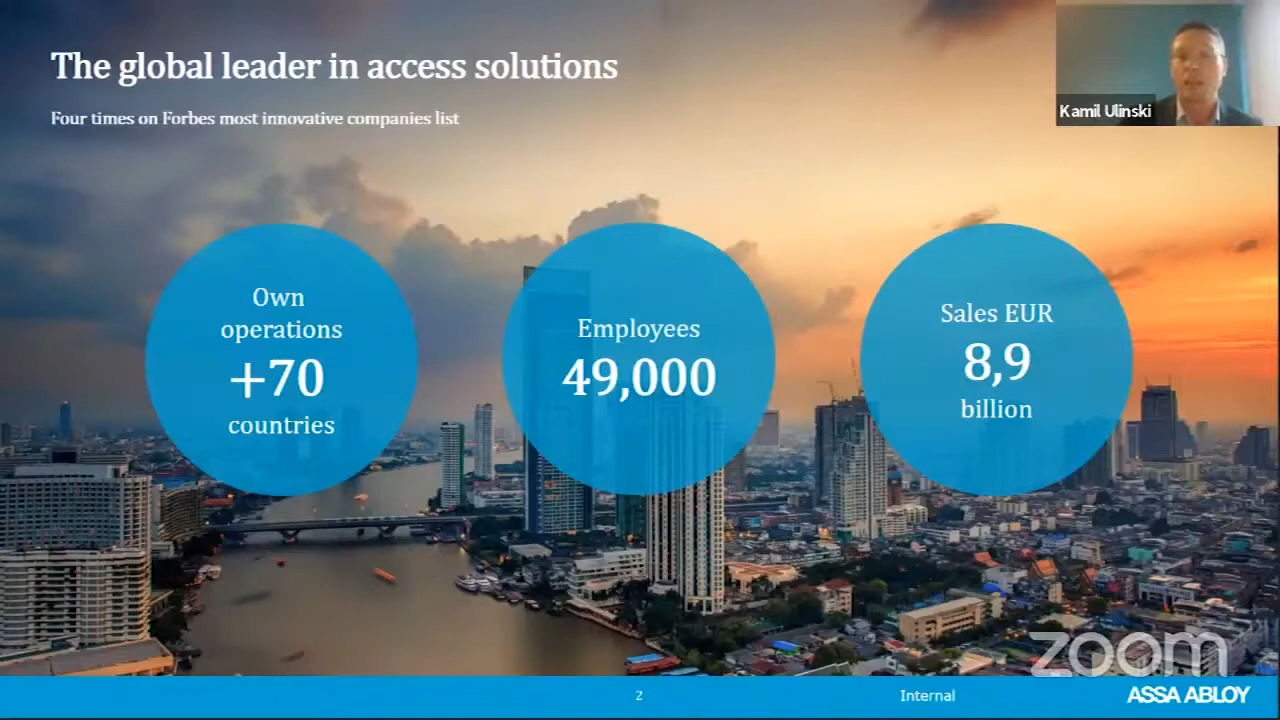 The global leader in access solutions
Four times on Forbes most innovative companies list
Kamil Ulinski
Own
operations
+70
countries
Employees
49,000
Sales EUR
8,9
billion
zoom
2
Internal
ASSA ABLOY